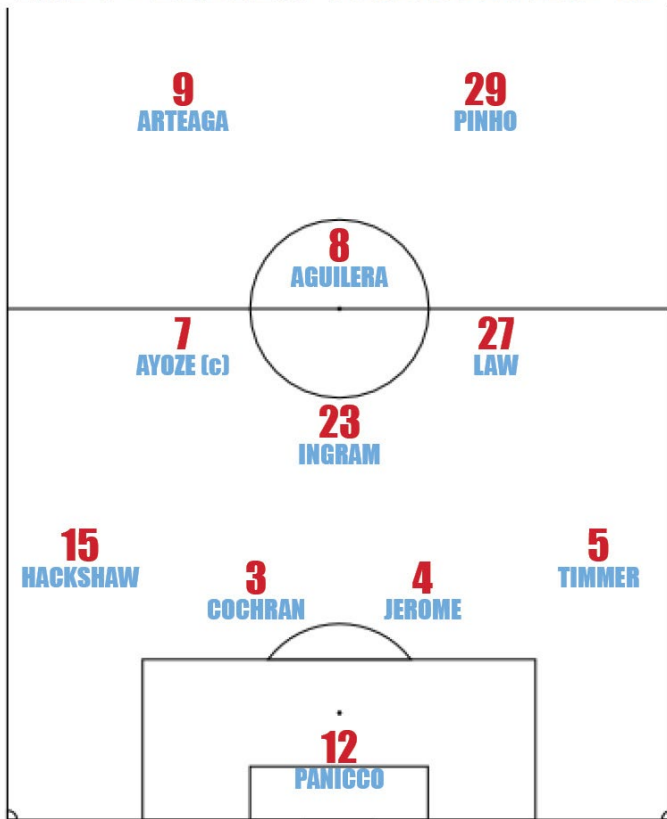 9
ARTEAGA
29
PINHO
8
AGUILERA
7
AYOZE (c)
27
LAW
23
INGRAM
15
HACKSHAW
3
COCHRAN
4
JEROME
5
TIMMER
12
PANICCO